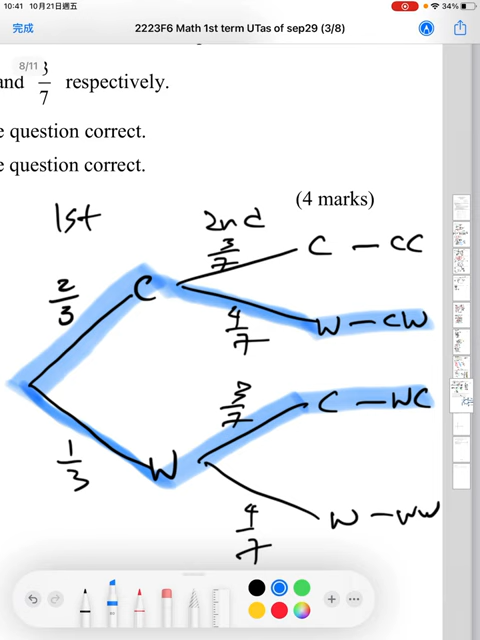 10:41 10月21日週五
34%
完成
2223F6 Math 1st term UTas of sep29 (3/8)
8/11
and 3/7 respectively.
e question correct.
e question correct.
(4 marks)
1st 2nd
2/3 C 3/7 C — CC
4/7 W — CW
1/3 W 3/7 C — WC
4/7 W — WW